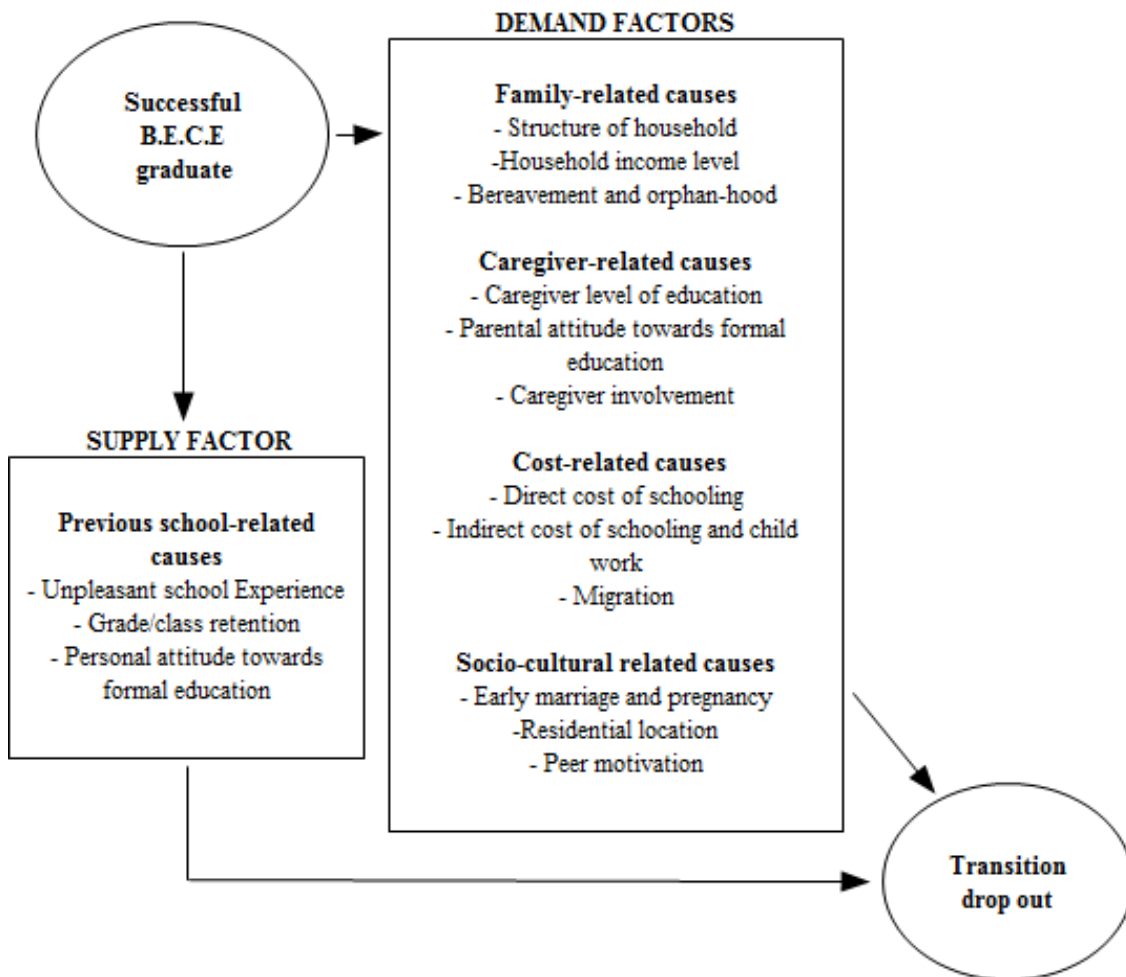 DEMAND FACTORS
Successful
B.E.C.E
graduate
Family-related causes
- Structure of household
-Household income level
- Bereavement and orphan-hood
Caregiver-related causes
- Caregiver level of education
- Parental attitude towards formal
education
- Caregiver involvement
Cost-related causes
- Direct cost of schooling
- Indirect cost of schooling and child
work
- Migration
Socio-cultural related causes
- Early marriage and pregnancy
-Residential location
- Peer motivation
SUPPLY FACTOR
Previous school-related
causes
- Unpleasant school Experience
- Grade/class retention
- Personal attitude towards
formal education
Transition
drop out